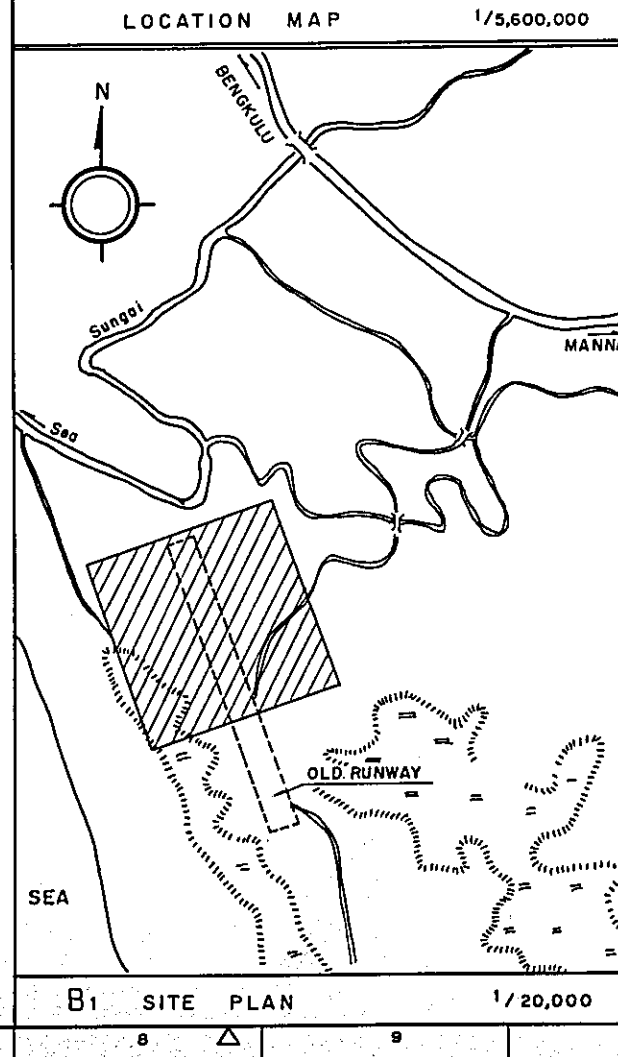 LOCATION MAP 1/5,600,000
N
BENGKULU
Sungai
MANNA
Sea
OLD RUNWAY
SEA
B1 SITE PLAN 1/20,000
8 9